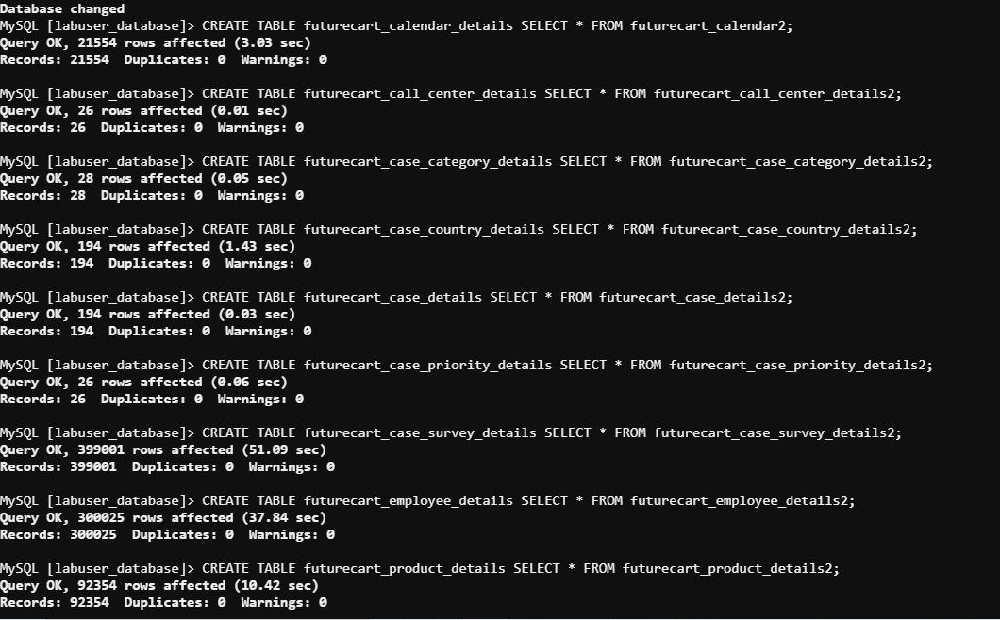 Database changed
MySQL [labuser_database]> CREATE TABLE futurecart_calendar_details SELECT * FROM futurecart_calendar2;
Query OK, 21554 rows affected (3.03 sec)
Records: 21554  Duplicates: 0  Warnings: 0

MySQL [labuser_database]> CREATE TABLE futurecart_call_center_details SELECT * FROM futurecart_call_center_details2;
Query OK, 26 rows affected (0.01 sec)
Records: 26  Duplicates: 0  Warnings: 0

MySQL [labuser_database]> CREATE TABLE futurecart_case_category_details SELECT * FROM futurecart_case_category_details2;
Query OK, 28 rows affected (0.05 sec)
Records: 28  Duplicates: 0  Warnings: 0

MySQL [labuser_database]> CREATE TABLE futurecart_case_country_details SELECT * FROM futurecart_case_country_details2;
Query OK, 194 rows affected (1.43 sec)
Records: 194  Duplicates: 0  Warnings: 0

MySQL [labuser_database]> CREATE TABLE futurecart_case_details SELECT * FROM futurecart_case_details2;
Query OK, 194 rows affected (0.03 sec)
Records: 194  Duplicates: 0  Warnings: 0

MySQL [labuser_database]> CREATE TABLE futurecart_case_priority_details SELECT * FROM futurecart_case_priority_details2;
Query OK, 26 rows affected (0.06 sec)
Records: 26  Duplicates: 0  Warnings: 0

MySQL [labuser_database]> CREATE TABLE futurecart_case_survey_details SELECT * FROM futurecart_case_survey_details2;
Query OK, 399001 rows affected (51.09 sec)
Records: 399001  Duplicates: 0  Warnings: 0

MySQL [labuser_database]> CREATE TABLE futurecart_employee_details SELECT * FROM futurecart_employee_details2;
Query OK, 300025 rows affected (37.84 sec)
Records: 300025  Duplicates: 0  Warnings: 0

MySQL [labuser_database]> CREATE TABLE futurecart_product_details SELECT * FROM futurecart_product_details2;
Query OK, 92354 rows affected (10.42 sec)
Records: 92354  Duplicates: 0  Warnings: 0